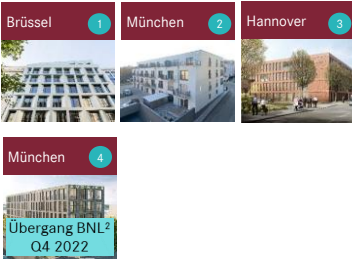 Brüssel 1
München 2
Hannover 3
München 4
Übergang BNL²
Q4 2022